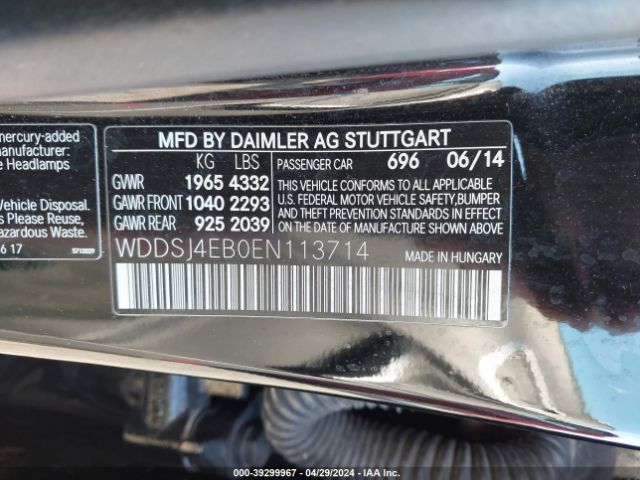 mercury-added
anufacturer:
e Headlamps
Vehicle Disposal.
s Please Reuse,
azardous Waste.
6 17
MFD BY DAIMLER AG STUTTGART
KG LBS PASSENGER CAR 696 06/14
GVWR 1965 4332
GAWR FRONT 1040 2293
GAWR REAR 925 2039
THIS VEHICLE CONFORMS TO ALL APPLICABLE
U.S. FEDERAL MOTOR VEHICLE SAFETY,BUMPER
AND THEFT PREVENTION STANDARDS IN EFFECT
ON THE DATE OF MANUFACTURE SHOWN ABOVE.
WDDSJ4EB0EN113714
MADE IN HUNGARY
000-39299967 - 04/29/2024 - IAA Inc.